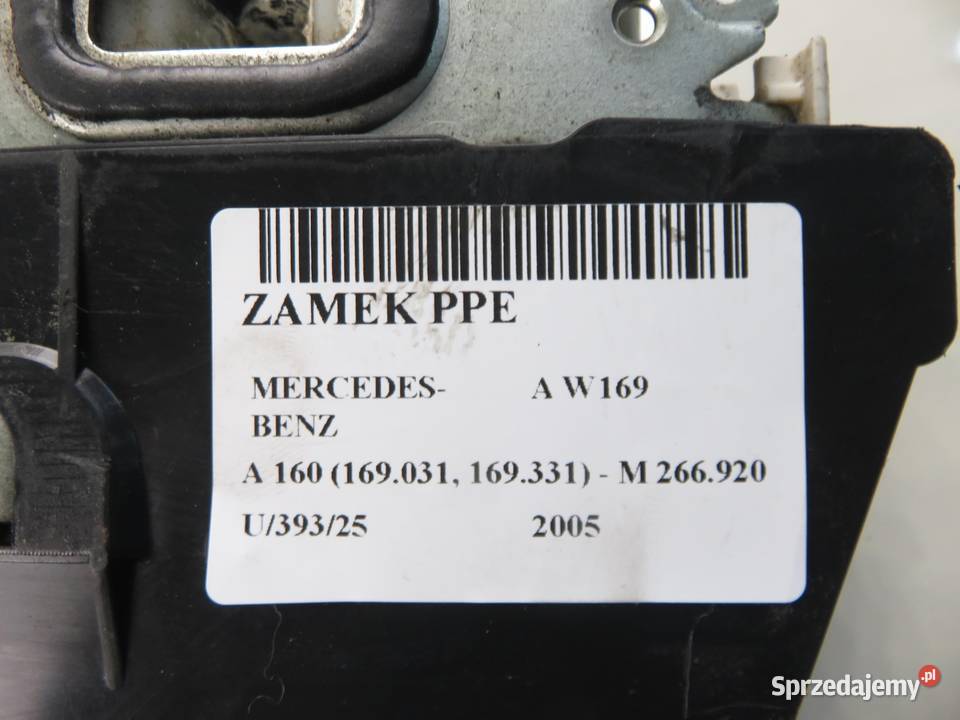 ZAMEK PPE
MERCEDES- A W169
BENZ
A 160 (169.031, 169.331) - M 266.920
U/393/25 2005
Sprzedajemy.pl